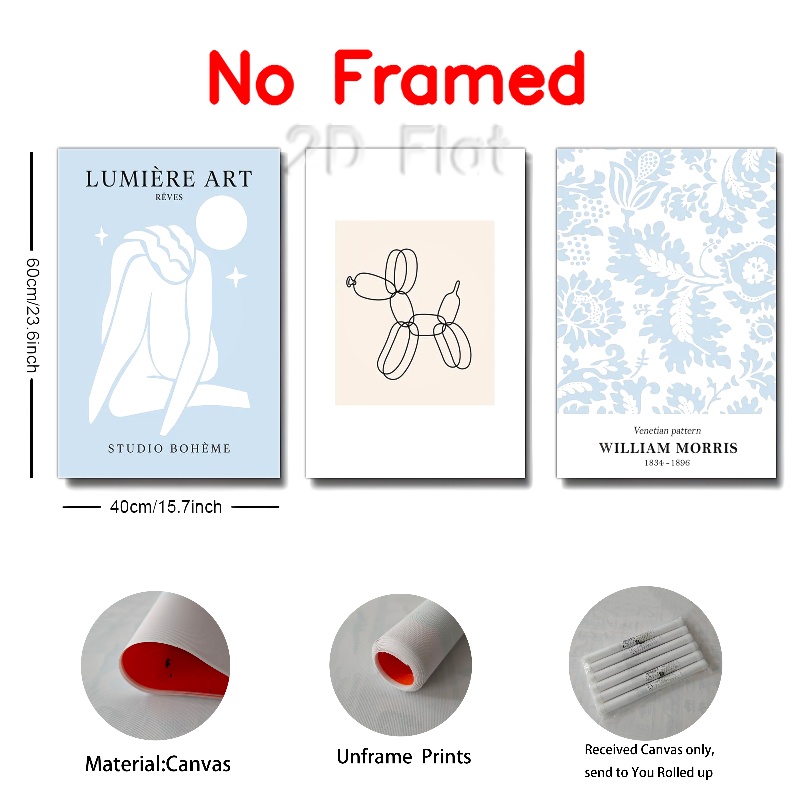 No Framed
2D Flat
LUMIÈRE ART
RÊVES
STUDIO BOHÈME
60cm/23.6inch
40cm/15.7inch
Venetian pattern
WILLIAM MORRIS
1834-1896
Material:Canvas
Unframe Prints
Received Canvas only,
send to You Rolled up